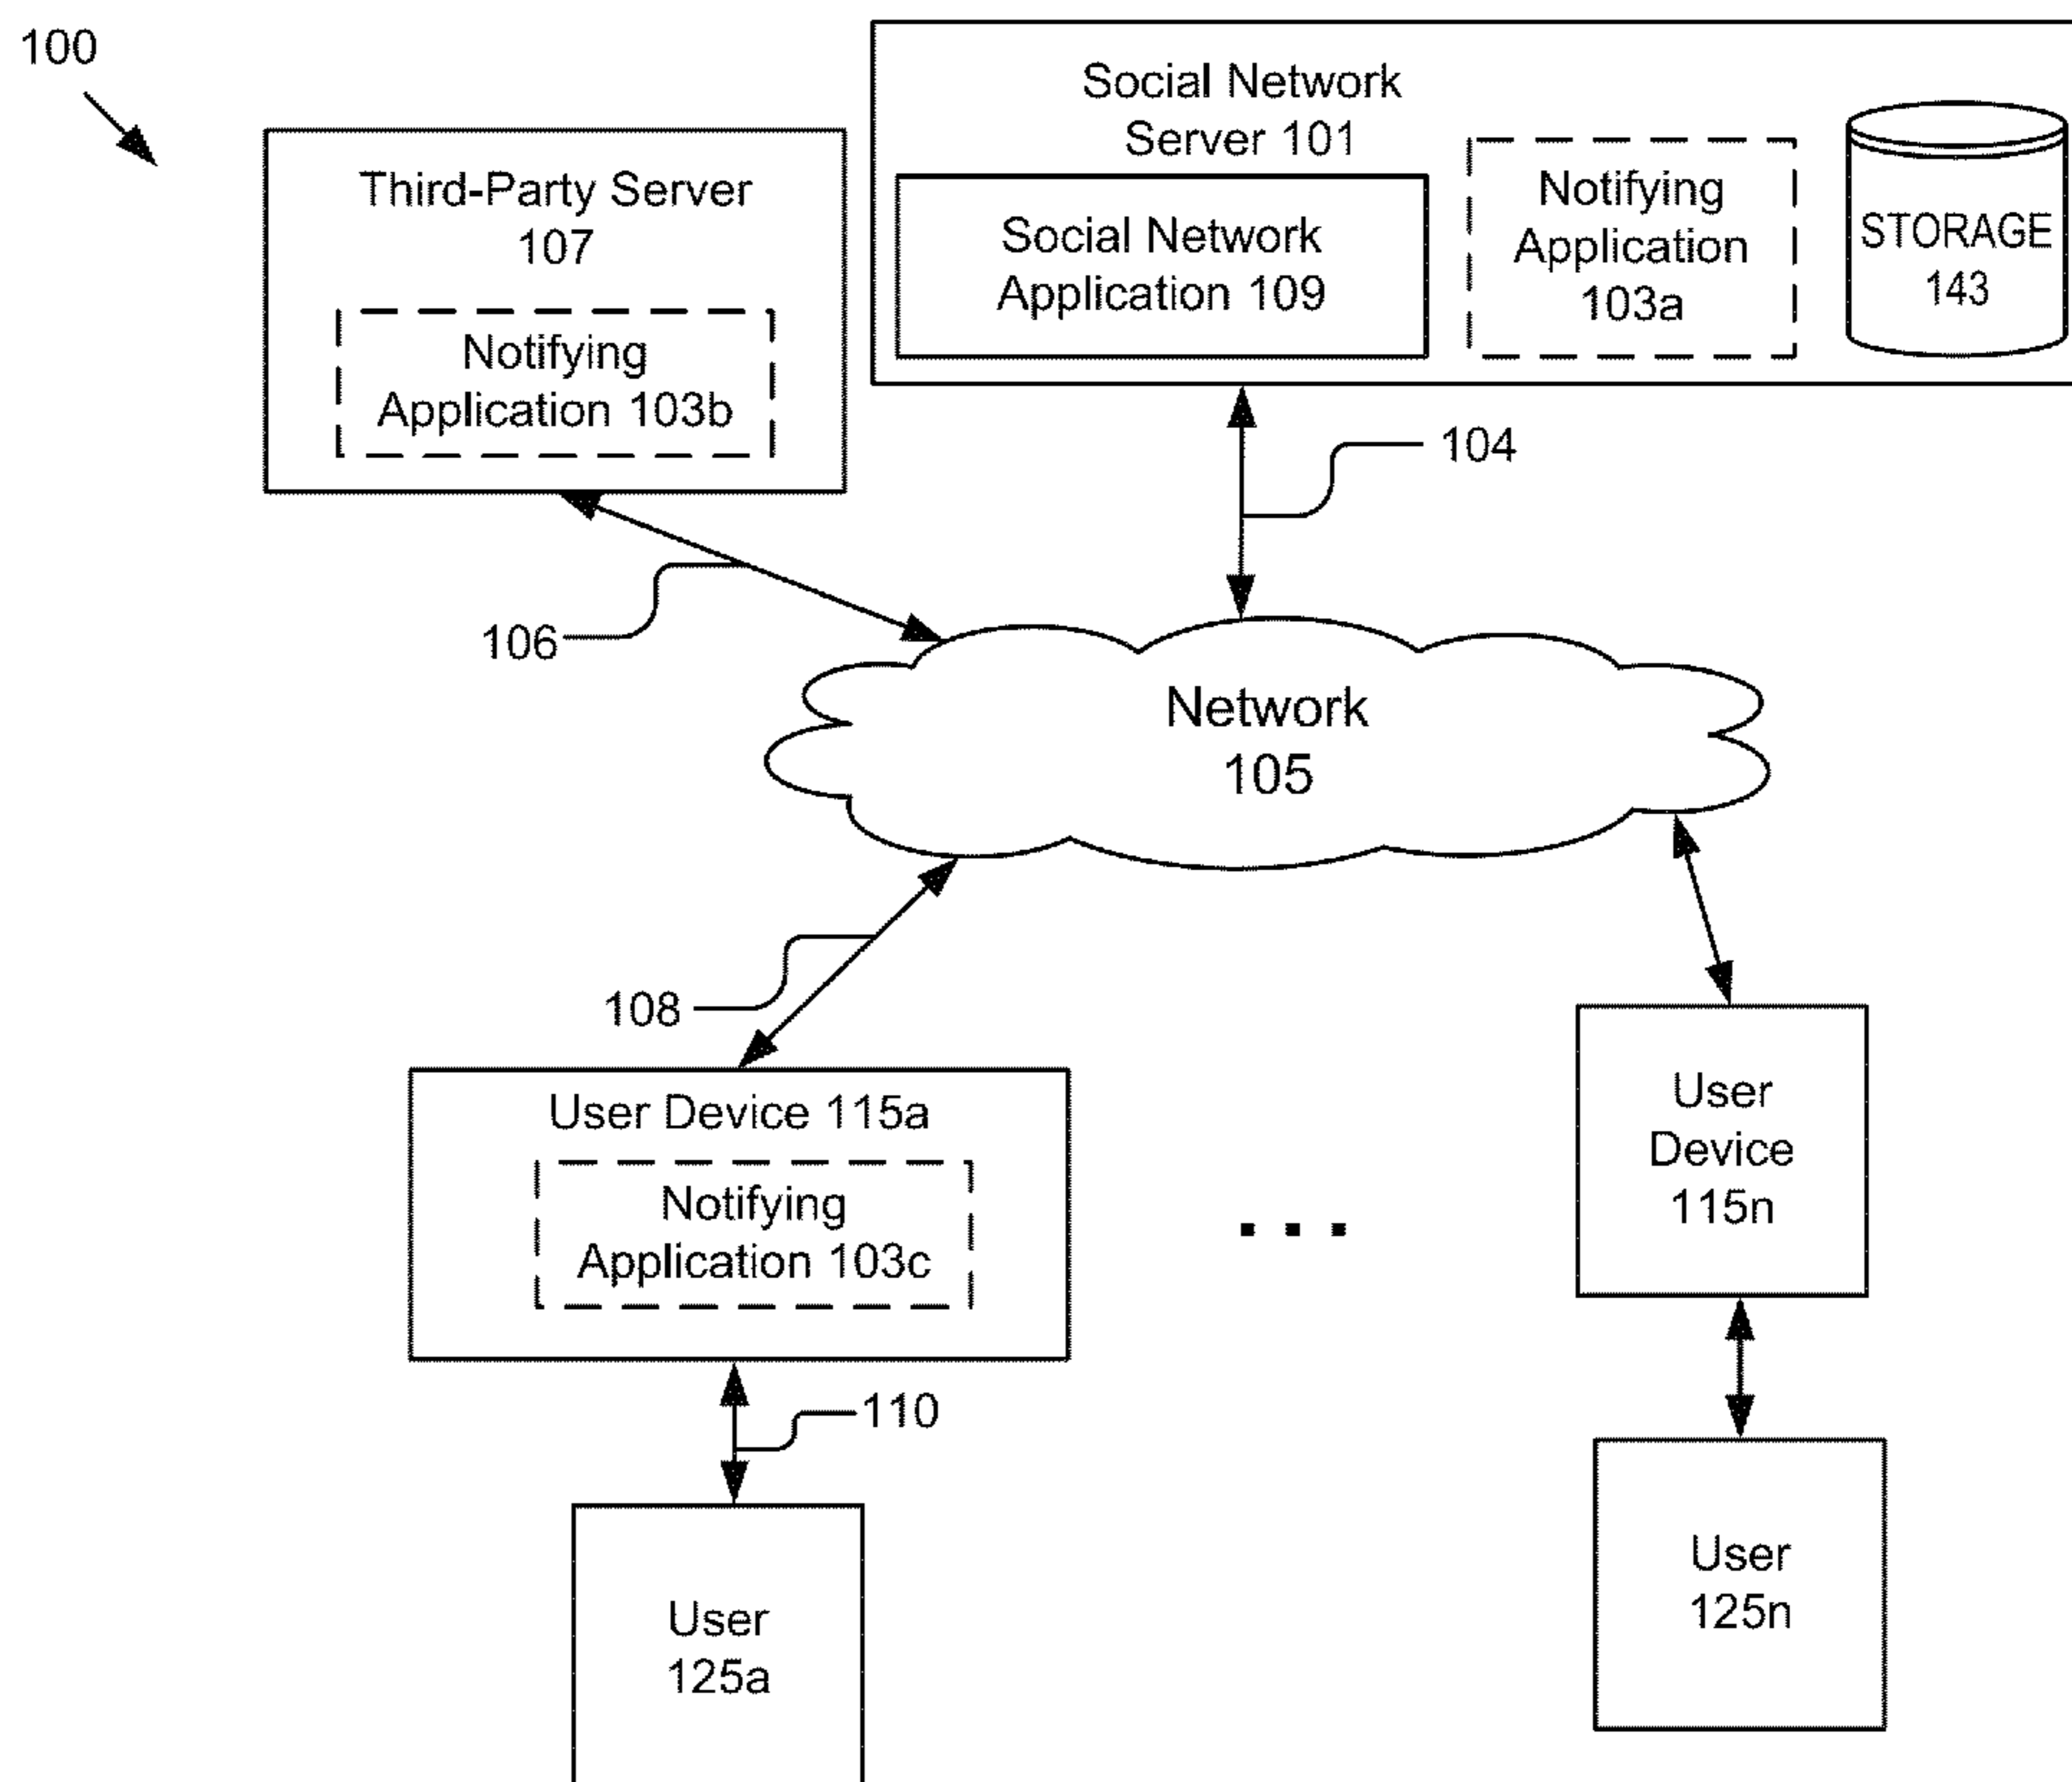 100
Social Network
Server 101
Third-Party Server
107
Social Network
Application 109
Notifying
Application
103a
STORAGE
143
Notifying
Application 103b
104
106
Network
105
108
User Device 115a
Notifying
Application 103c
. . .
User
Device
115n
110
User
125a
User
125n